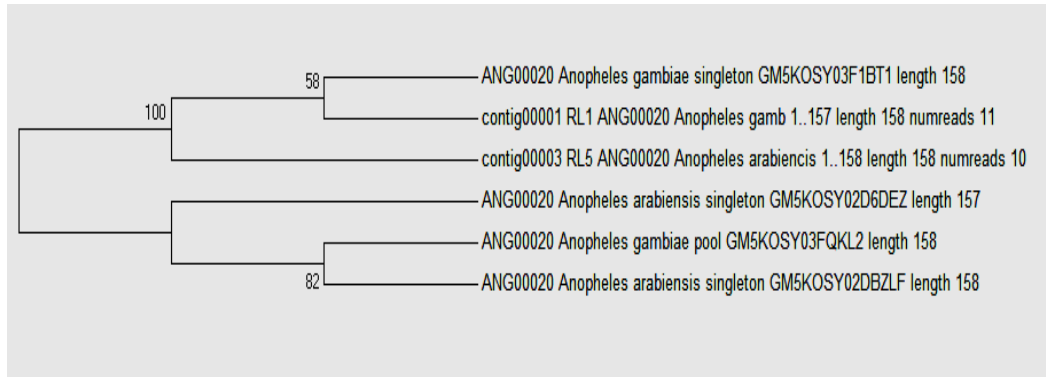 58
ANG00020 Anopheles gambiae singleton GM5KOSY03F1BT1 length 158
100
contig00001 RL1 ANG00020 Anopheles gamb 1..157 length 158 numreads 11
contig00003 RL5 ANG00020 Anopheles arabiencis 1..158 length 158 numreads 10
ANG00020 Anopheles arabiensis singleton GM5KOSY02D6DEZ length 157
ANG00020 Anopheles gambiae pool GM5KOSY03FQKL2 length 158
82
ANG00020 Anopheles arabiensis singleton GM5KOSY02DBZLF length 158